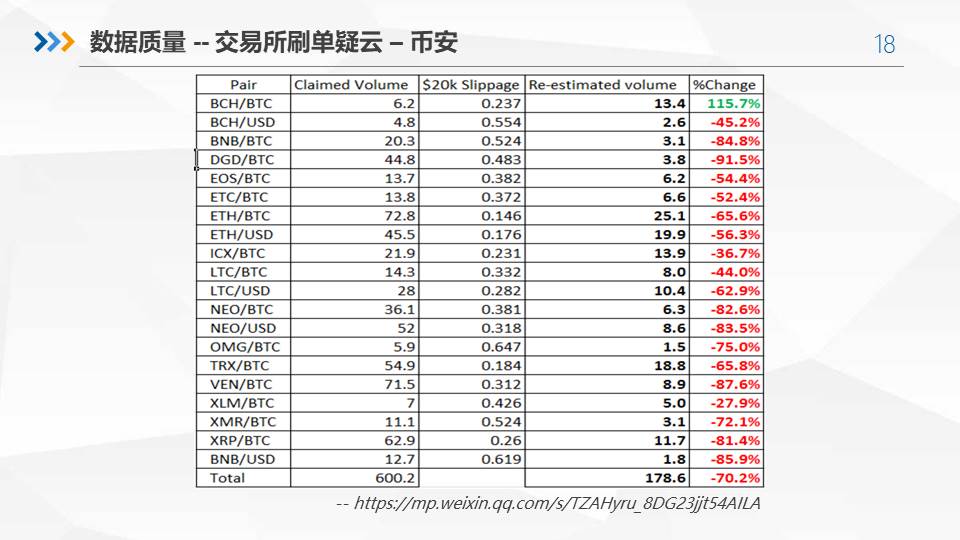 数据质量 -- 交易所刷单疑云 – 币安
18
Pair Claimed Volume $20k Slippage Re-estimated volume %Change
BCH/BTC 6.2 0.237 13.4 115.7%
BCH/USD 4.8 0.554 2.6 -45.2%
BNB/BTC 20.3 0.524 3.1 -84.8%
DGD/BTC 44.8 0.483 3.8 -91.5%
EOS/BTC 13.7 0.382 6.2 -54.4%
ETC/BTC 13.8 0.372 6.6 -52.4%
ETH/BTC 72.8 0.146 25.1 -65.6%
ETH/USD 45.5 0.176 19.9 -56.3%
ICX/BTC 21.9 0.231 13.9 -36.7%
LTC/BTC 14.3 0.332 8.0 -44.0%
LTC/USD 28 0.282 10.4 -62.9%
NEO/BTC 36.1 0.381 6.3 -82.6%
NEO/USD 52 0.318 8.6 -83.5%
OMG/BTC 5.9 0.647 1.5 -75.0%
TRX/BTC 54.9 0.184 18.8 -65.8%
VEN/BTC 71.5 0.312 8.9 -87.6%
XLM/BTC 7 0.426 5.0 -27.9%
XMR/BTC 11.1 0.524 3.1 -72.1%
XRP/BTC 62.9 0.26 11.7 -81.4%
BNB/USD 12.7 0.619 1.8 -85.9%
Total 600.2 178.6 -70.2%
-- https://mp.weixin.qq.com/s/TZAHyru_8DG23jjt54AILA